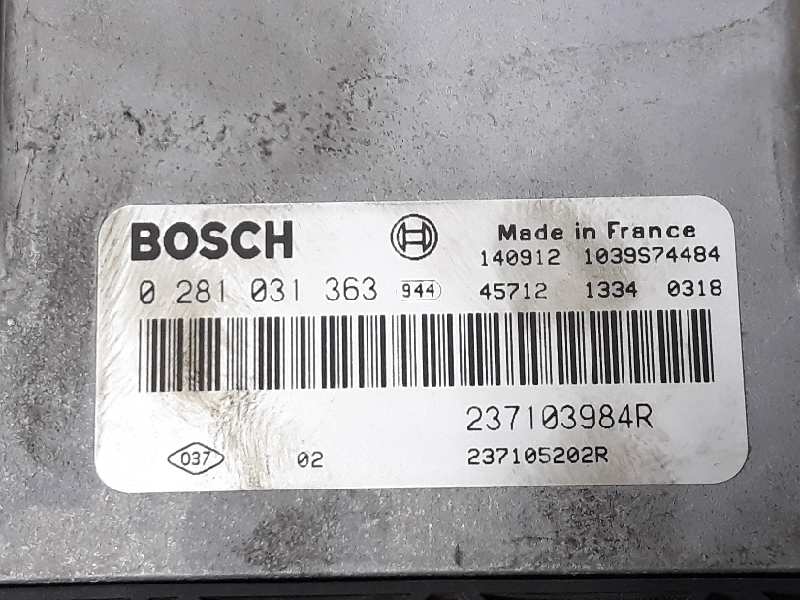 BOSCH Made in France
140912 1039S74484
0 281 031 363 944 45712 1334 0318
237103984R
037 02 237105202R